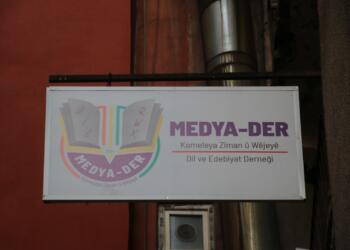 MEDYA-DER
Komeleya Ziman û Wêjeyê
Dil ve Edebiyat Derneği
MEDYA-DER